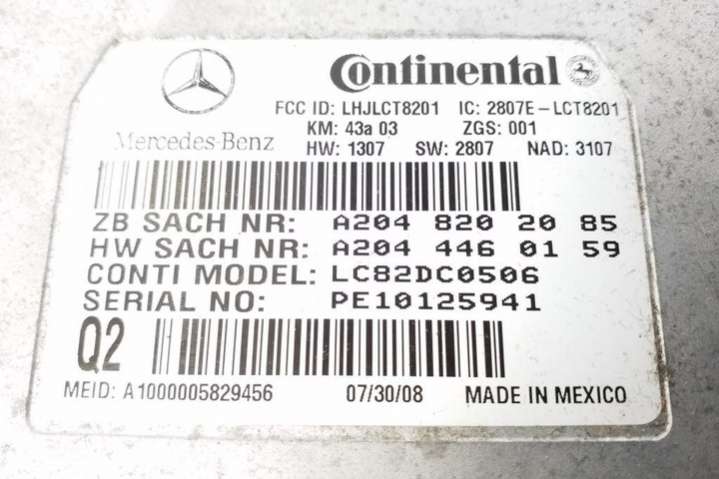 Mercedes-Benz
Continental
FCC ID: LHJLCT8201 IC: 2807E-LCT8201
KM: 43a 03 ZGS: 001
HW: 1307 SW: 2807 NAD: 3107
ZB SACH NR: A204 820 20 85
HW SACH NR: A204 446 01 59
CONTI MODEL: LC82DC0506
SERIAL NO: PE10125941
Q2
MEID: A1000005829456 07/30/08 MADE IN MEXICO